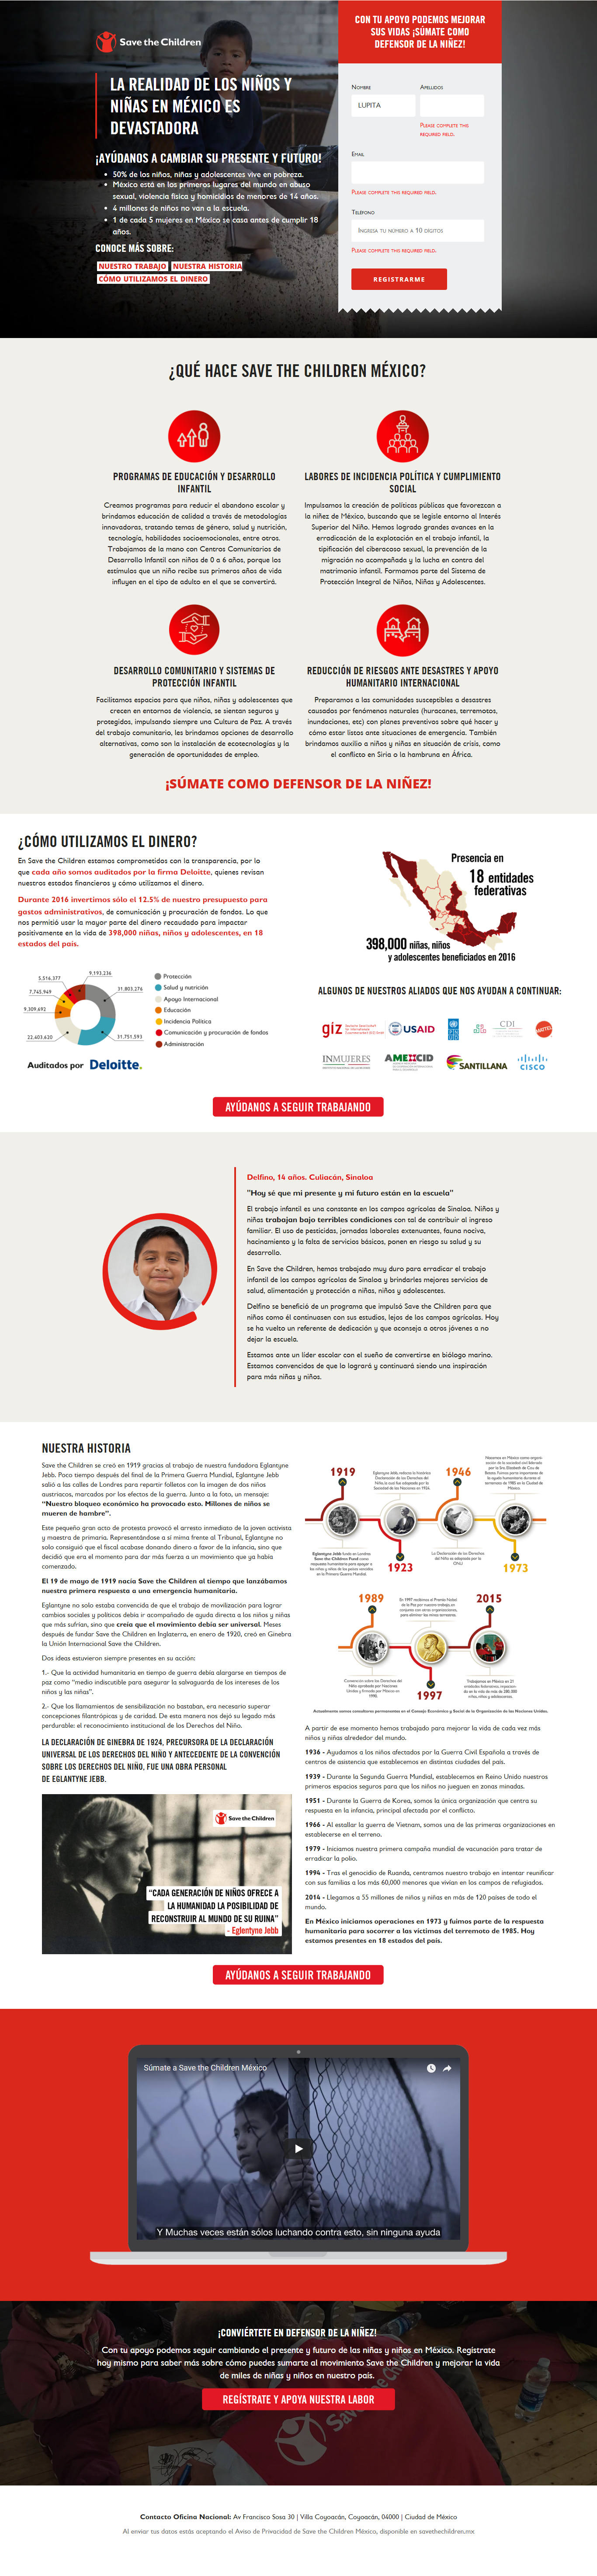 Save the Children
LA REALIDAD DE LOS NIÑOS Y
NIÑAS EN MÉXICO ES
DEVASTADORA
¡AYÚDANOS A CAMBIAR SU PRESENTE Y FUTURO!
50% de los niños, niñas y adolescentes vive en pobreza.
México está en los primeros lugares del mundo en abuso
sexual, violencia física y homicidios de menores de 14 años.
4 millones de niños no van a la escuela.
1 de cada 5 mujeres en México se casa antes de cumplir 18
años.
CONOCE MÁS SOBRE:
NUESTRO TRABAJO NUESTRA HISTORIA
CÓMO UTILIZAMOS EL DINERO
CON TU APOYO PODEMOS MEJORAR
SUS VIDAS ¡SÚMATE COMO
DEFENSOR DE LA NIÑEZ!
Nombre Apellidos
LUPITA
Please complete this
required field.
Email
Please complete this required field.
Teléfono
Ingresa tu número a 10 dígitos
Please complete this required field.
REGISTRARME
¿QUÉ HACE SAVE THE CHILDREN MÉXICO?
PROGRAMAS DE EDUCACIÓN Y DESARROLLO
INFANTIL
Creamos programas para reducir el abandono escolar y
brindamos educación de calidad a través de metodologías
innovadoras, tratando temas de género, salud y nutrición,
tecnología, habilidades socioemocionales, entre otros.
Trabajamos de la mano con Centros Comunitarios de
Desarrollo Infantil con niños de 0 a 6 años, porque los
estímulos que un niño recibe sus primeros años de vida
influyen en el tipo de adulto en el que se convertirá.
LABORES DE INCIDENCIA POLÍTICA Y CUMPLIMIENTO
SOCIAL
Impulsamos la creación de políticas públicas que favorezcan a
la niñez de México, buscando que se legisle entorno al Interés
Superior del Niño. Hemos logrado grandes avances en la
erradicación de la explotación en el trabajo infantil, la
tipificación del ciberacaso sexual, la prevención de la
migración no acompañada y la lucha en contra del
matrimonio infantil. Formamos parte del Sistema de
Protección Integral de Niños, Niñas y Adolescentes.
DESARROLLO COMUNITARIO Y SISTEMAS DE
PROTECCIÓN INFANTIL
Facilitamos espacios para que niños, niñas y adolescentes que
crecen en entornos de violencia, se sientan seguros y
protegidos, impulsando siempre una Cultura de Paz. A través
del trabajo comunitario, les brindamos opciones de desarrollo
alternativas, como son la instalación de ecotecnologías y la
generación de oportunidades de empleo.
REDUCCIÓN DE RIESGOS ANTE DESASTRES Y APOYO
HUMANITARIO INTERNACIONAL
Preparamos a las comunidades susceptibles a desastres
causados por fenómenos naturales (huracanes, terremotos,
inundaciones, etc) con planes preventivos sobre qué hacer y
cómo estar listos ante situaciones de emergencia. También
brindamos auxilio a niños y niñas en situación de crisis, como
el conflicto en Siria o la hambruna en África.
¡SÚMATE COMO DEFENSOR DE LA NIÑEZ!
¿CÓMO UTILIZAMOS EL DINERO?
En Save the Children estamos comprometidos con la transparencia, por lo
que cada año somos auditados por la firma Deloitte, quienes revisan
nuestros estados financieros y cómo utilizamos el dinero.
Durante 2016 invertimos sólo el 12.5% de nuestro presupuesto para
gastos administrativos, de comunicación y procuración de fondos. Lo que
nos permitió usar la mayor parte del dinero recaudado para impactar
positivamente en la vida de 398,000 niñas, niños y adolescentes, en 18
estados del país.
9,193,236
5,516,377
7,745,949
9,309,692
22,603,620
31,803,276
31,751,593
Protección
Salud y nutrición
Apoyo Internacional
Educación
Incidencia Política
Comunicación y procuración de fondos
Administración
Auditados por Deloitte.
Presencia en
18 entidades
federativas
398,000 niñas, niños
y adolescentes beneficiados en 2016
ALGUNOS DE NUESTROS ALIADOS QUE NOS AYUDAN A CONTINUAR:
giz USAID CDI MATTEL
INMUJERES AMEXCID SANTILLANA CISCO
AYÚDANOS A SEGUIR TRABAJANDO
Delfino, 14 años. Culiacán, Sinaloa
"Hoy sé que mi presente y mi futuro están en la escuela"
El trabajo infantil es una constante en los campos agrícolas de Sinaloa. Niños y
niñas trabajan bajo terribles condiciones con tal de contribuir al ingreso
familiar. El uso de pesticidas, jornadas laborales extenuantes, fauna nociva,
hacinamiento y la falta de servicios básicos, ponen en riesgo su salud y su
desarrollo.
En Save the Children, hemos trabajado muy duro para erradicar el trabajo
infantil de los campos agrícolas de Sinaloa y brindarles mejores servicios de
salud, alimentación y protección a niñas, niños y adolescentes.
Delfino se benefició de un programa que impulsó Save the Children para que
niños como él continuasen con sus estudios, lejos de los campos agrícolas. Hoy
se ha vuelto un referente de dedicación y que aconseja a otros jóvenes a no
dejar la escuela.
Estamos ante un líder escolar con el sueño de convertirse en biólogo marino.
Estamos convencidos de que lo logrará y continuará siendo una inspiración
para más niñas y niños.
NUESTRA HISTORIA
Save the Children se creó en 1919 gracias al trabajo de nuestra fundadora Eglantyne
Jebb. Poco tiempo después del final de la Primera Guerra Mundial, Eglantyne Jebb
salió a las calles de Londres para repartir folletos con la imagen de dos niños
austriacos, marcados por los efectos de la guerra. Junto a la foto, un mensaje:
"Nuestro bloqueo económico ha provocado esto. Millones de niños se
mueren de hambre".
Este pequeño gran acto de protesta provocó el arresto inmediato de la joven activista
y maestra de primaria. Representándose a sí misma frente al Tribunal, Eglantyne no
solo consiguió que el fiscal acabase donando dinero a favor de la infancia, sino que
decidió que era el momento para dar más fuerza a un movimiento que ya había
comenzado.
El 19 de mayo de 1919 nacía Save the Children al tiempo que lanzábamos
nuestra primera respuesta a una emergencia humanitaria.
Eglantyne no solo estaba convencida de que el trabajo de movilización para lograr
cambios sociales y políticos debía ir acompañado de ayuda directa a los niños y niñas
que más sufrían, sino que creía que el movimiento debía ser universal. Meses
después de fundar Save the Children en Inglaterra, en enero de 1920, creó en Ginebra
la Unión Internacional Save the Children.
Dos ideas estuvieron siempre presentes en su acción:
1.- Que la actividad humanitaria en tiempo de guerra debía alargarse en tiempos de
paz como "medio indiscutible para asegurar la salvaguarda de los intereses de los
niños y las niñas".
2.- Que los llamamientos de sensibilización no bastaban, era necesario superar
concepciones filantrópicas y de caridad. De esta manera nos dejó su legado más
perdurable: el reconocimiento institucional de los Derechos del Niño.
LA DECLARACIÓN DE GINEBRA DE 1924, PRECURSORA DE LA DECLARACIÓN
UNIVERSAL DE LOS DERECHOS DEL NIÑO Y ANTECEDENTE DE LA CONVENCIÓN
SOBRE LOS DERECHOS DEL NIÑO, FUE UNA OBRA PERSONAL
DE EGLANTYNE JEBB.
Save the Children
"CADA GENERACIÓN DE NIÑOS OFRECE A
LA HUMANIDAD LA POSIBILIDAD DE
RECONSTRUIR AL MUNDO DE SU RUINA"
- Eglentyne Jebb
1919 1946
1923 1973
1989 2015
1997
Actualmente somos consultores permanentes en el Consejo Económico y Social de la Organización de las Naciones Unidas.
A partir de ese momento hemos trabajado para mejorar la vida de cada vez más
niños y niñas alrededor del mundo.
1936 - Ayudamos a los niños afectados por la Guerra Civil Española a través de
centros de asistencia que establecemos en distintas ciudades del país.
1939 - Durante la Segunda Guerra Mundial, establecemos en Reino Unido nuestros
primeros espacios seguros para que los niños no jueguen en zonas minadas.
1951 - Durante la Guerra de Korea, somos la única organización que centra su
respuesta en la infancia, principal afectada por el conflicto.
1966 - Al estallar la guerra de Vietnam, somos una de las primeras organizaciones en
establecerse en el terreno.
1979 - Iniciamos nuestra primera campaña mundial de vacunación para tratar de
erradicar la polio.
1994 - Tras el genocidio de Ruanda, centramos nuestro trabajo en intentar reunificar
con sus familias a los más 60,000 menores que vivían en los campos de refugiados.
2014 - Llegamos a 55 millones de niños y niñas en más de 120 países de todo el
mundo.
En México iniciamos operaciones en 1973 y fuimos parte de la respuesta
humanitaria para socorrer a las víctimas del terremoto de 1985. Hoy
estamos presentes en 18 estados del país.
AYÚDANOS A SEGUIR TRABAJANDO
Súmate a Save the Children México
Y Muchas veces están sólos luchando contra esto, sin ninguna ayuda
¡CONVIÉRTETE EN DEFENSOR DE LA NIÑEZ!
Con tu apoyo podemos seguir cambiando el presente y futuro de las niñas y niños en México. Regístrate
hoy mismo para saber más sobre cómo puedes sumarte al movimiento Save the Children y mejorar la vida
de miles de niñas y niños en nuestro país.
REGÍSTRATE Y APOYA NUESTRA LABOR
Contacto Oficina Nacional: Av Francisco Sosa 30 | Villa Coyoacán, Coyoacán, 04000 | Ciudad de México
Al enviar tus datos estás aceptando el Aviso de Privacidad de Save the Children México, disponible en savethechildren.mx